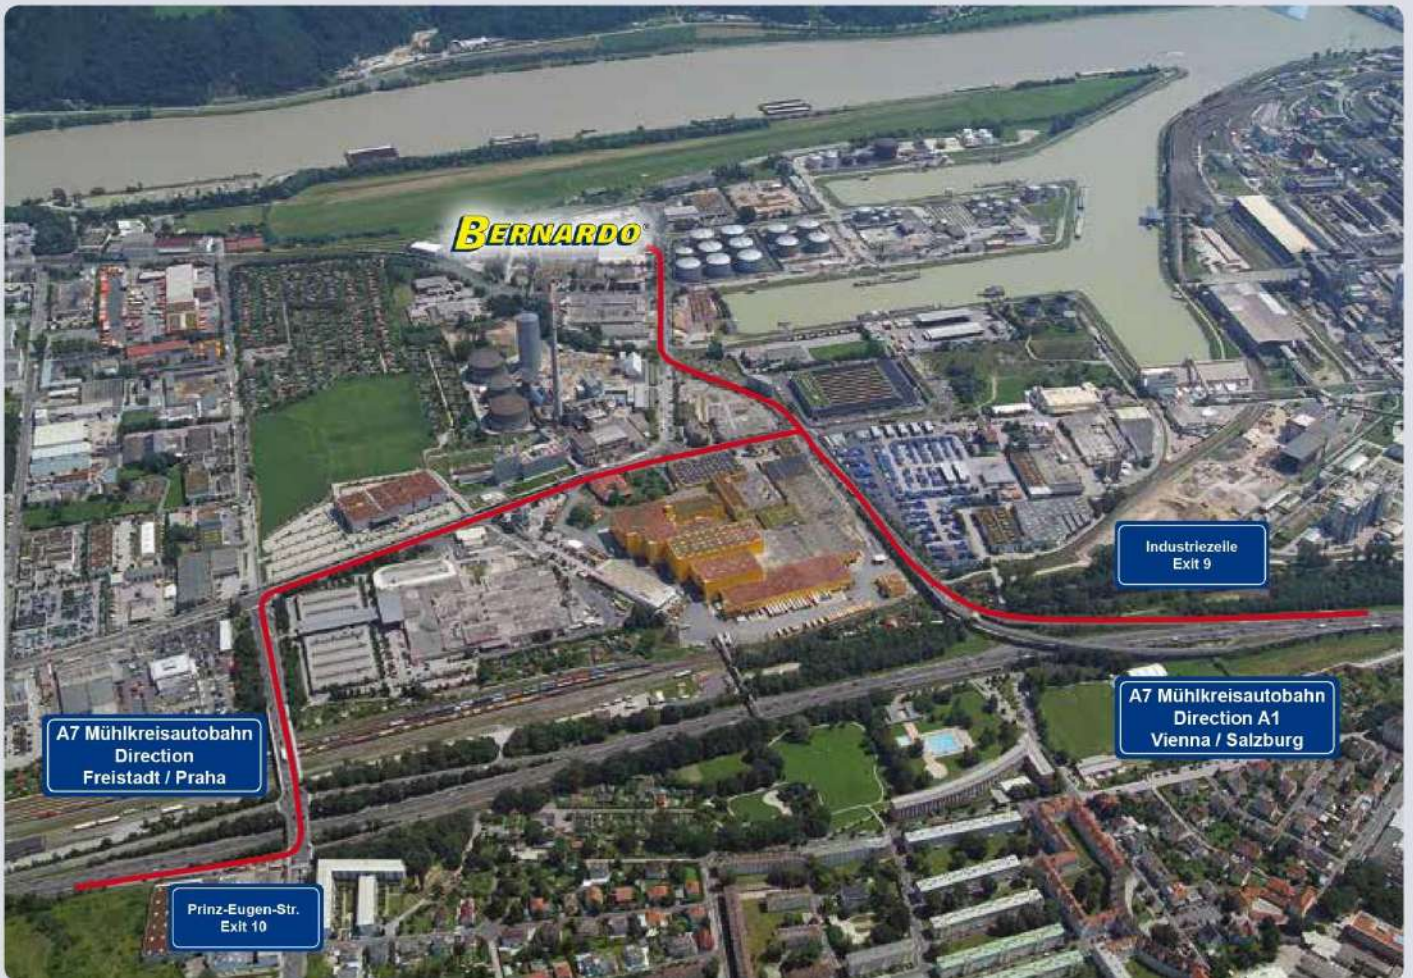 BERNARDO
Industriezeile
Exit 9
A7 Mühlkreisautobahn
Direction A1
Vienna / Salzburg
A7 Mühlkreisautobahn
Direction
Freistadt / Praha
Prinz-Eugen-Str.
Exit 10